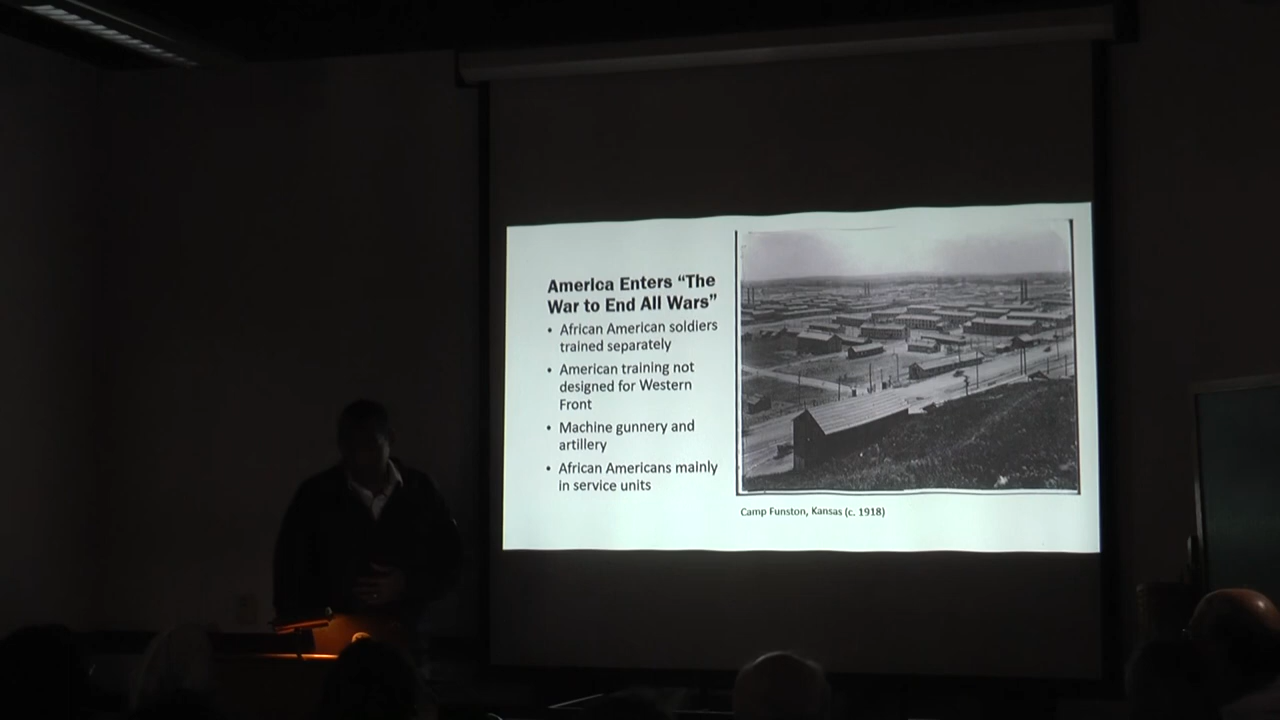 America Enters “The
War to End All Wars”
• African American soldiers
trained separately
• American training not
designed for Western
Front
• Machine gunnery and
artillery
• African Americans mainly
in service units
Camp Funston, Kansas (c. 1918)